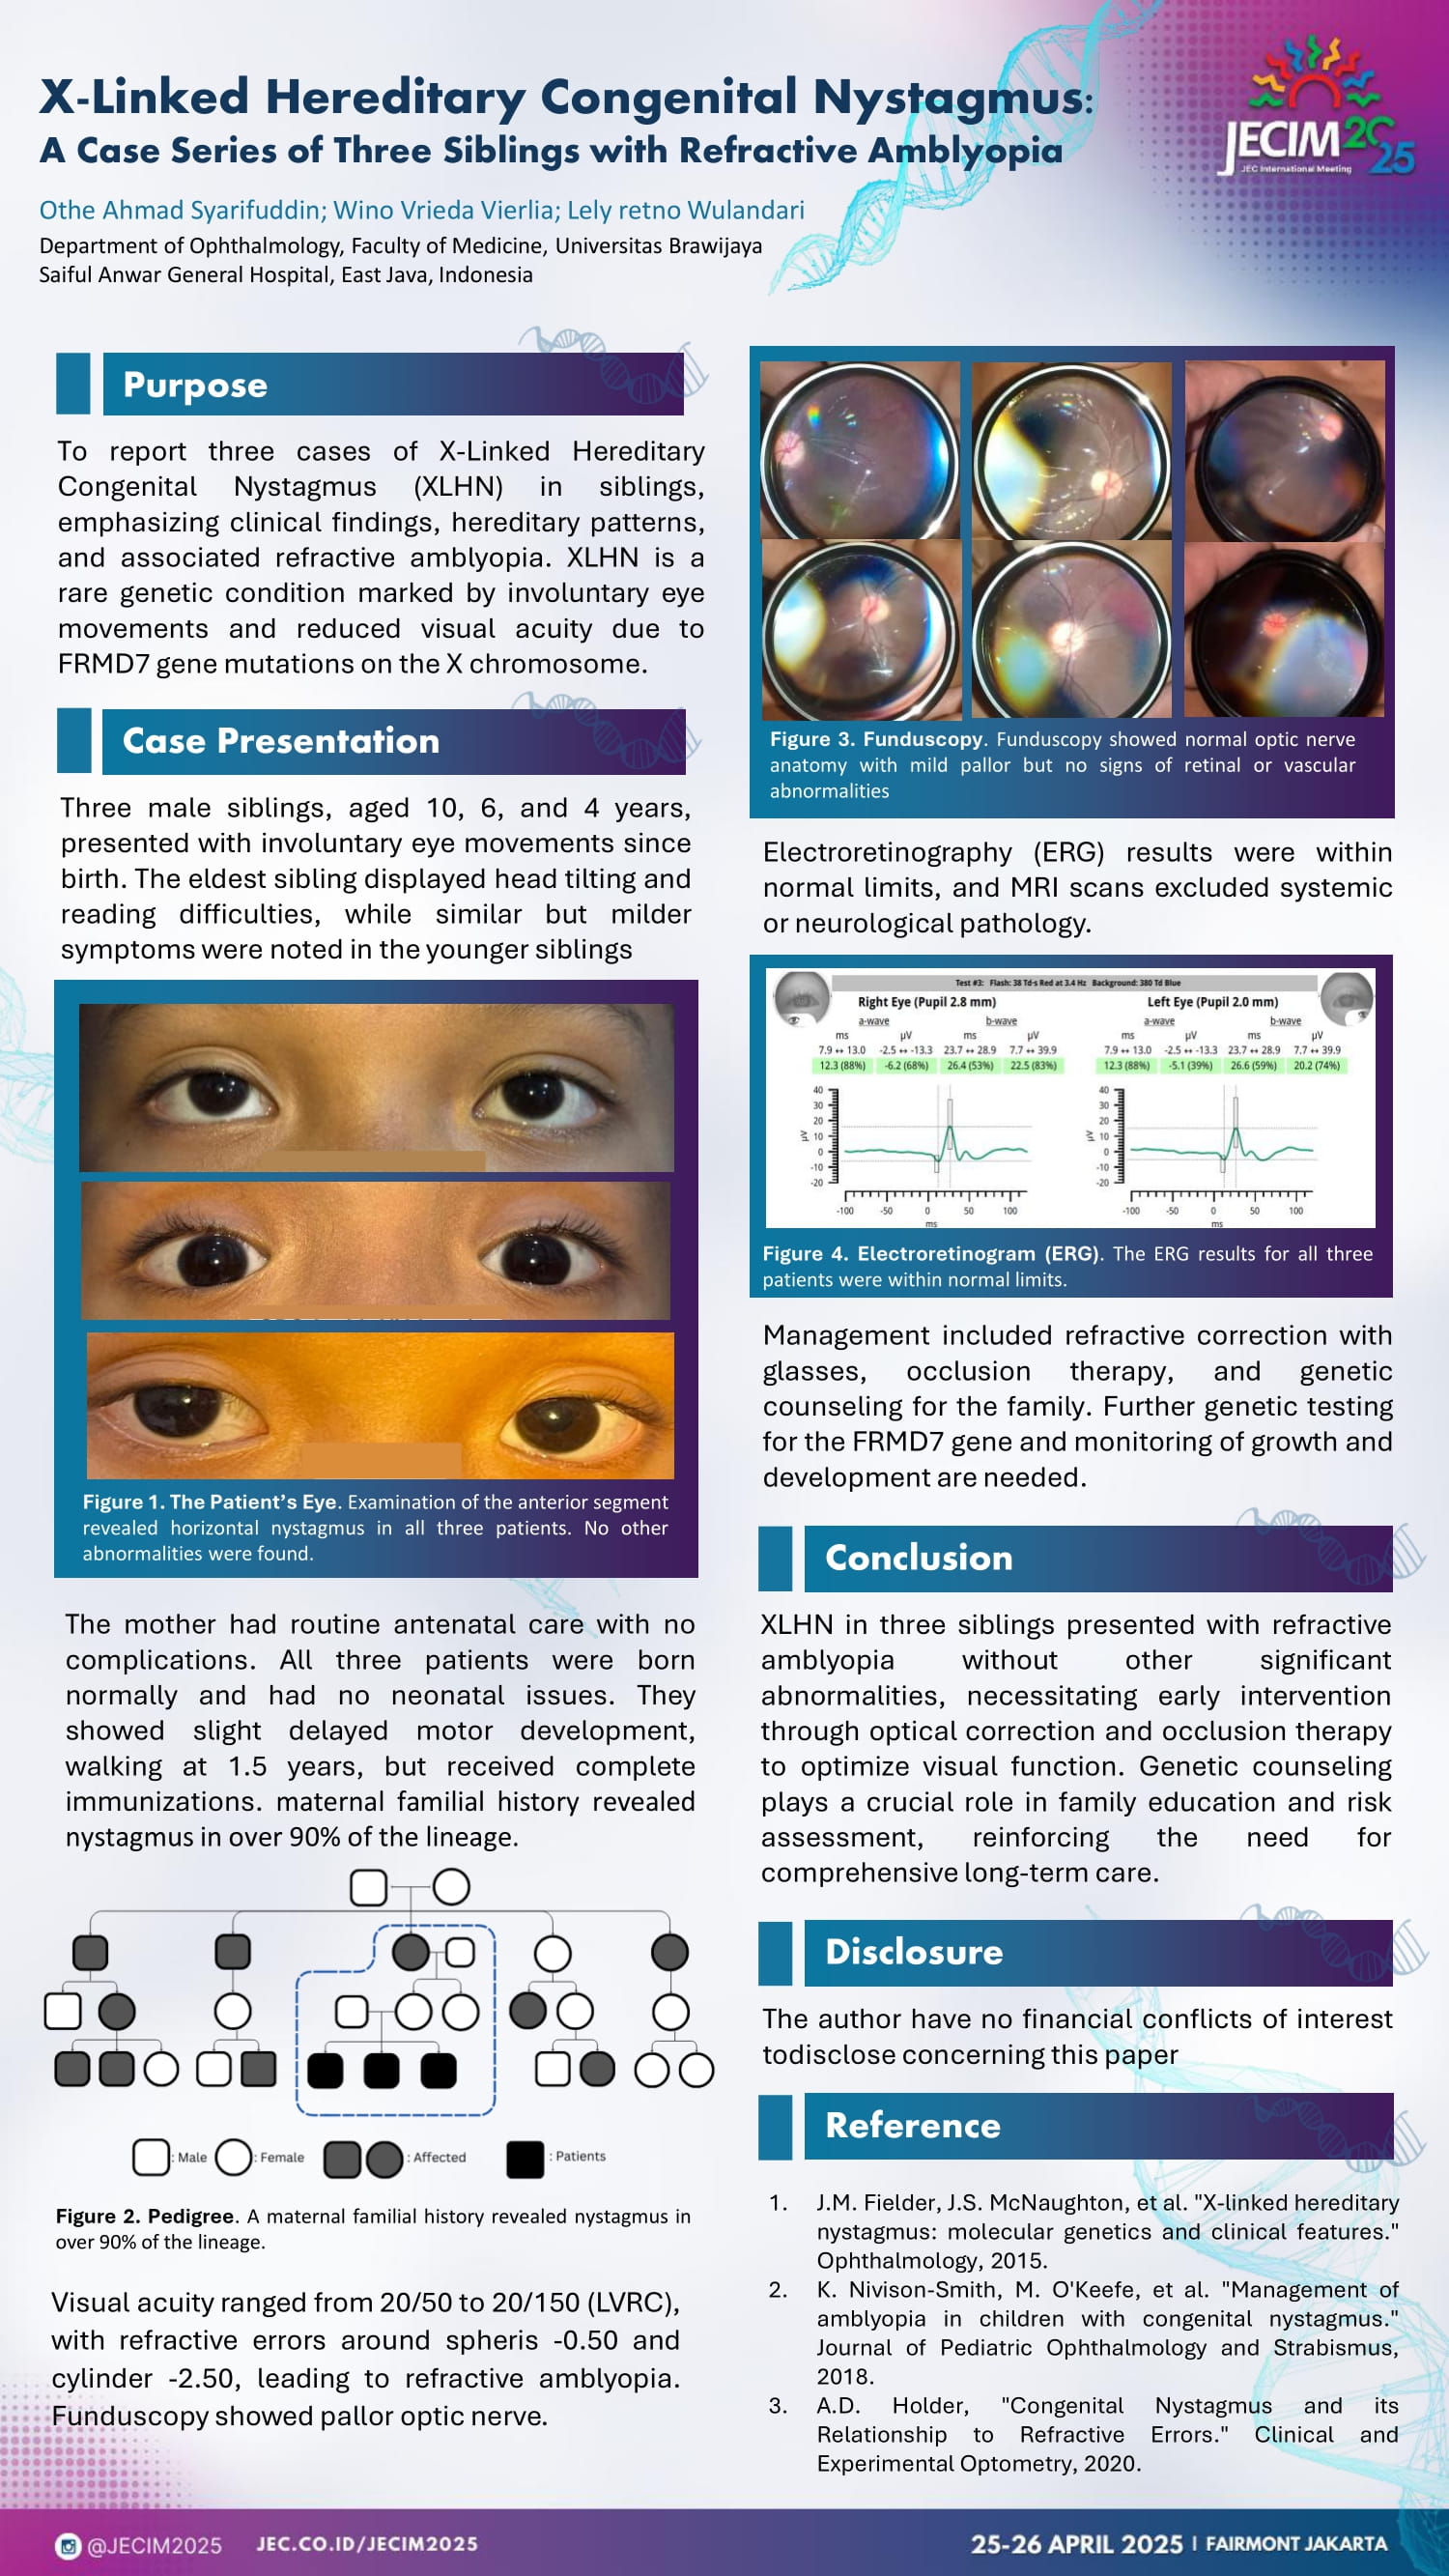 X-Linked Hereditary Congenital Nystagmus:
A Case Series of Three Siblings with Refractive Amblyopia
JECIM 2025
JEC International Meeting
Othe Ahmad Syarifuddin; Wino Vrieda Vierlia; Lely retno Wulandari
Department of Ophthalmology, Faculty of Medicine, Universitas Brawijaya
Saiful Anwar General Hospital, East Java, Indonesia
Purpose
To report three cases of X-Linked Hereditary
Congenital Nystagmus (XLHN) in siblings,
emphasizing clinical findings, hereditary patterns,
and associated refractive amblyopia. XLHN is a
rare genetic condition marked by involuntary eye
movements and reduced visual acuity due to
FRMD7 gene mutations on the X chromosome.
Case Presentation
Three male siblings, aged 10, 6, and 4 years,
presented with involuntary eye movements since
birth. The eldest sibling displayed head tilting and
reading difficulties, while similar but milder
symptoms were noted in the younger siblings
Figure 1. The Patient's Eye. Examination of the anterior segment
revealed horizontal nystagmus in all three patients. No other
abnormalities were found.
The mother had routine antenatal care with no
complications. All three patients were born
normally and had no neonatal issues. They
showed slight delayed motor development,
walking at 1.5 years, but received complete
immunizations. maternal familial history revealed
nystagmus in over 90% of the lineage.
: Male : Female : Affected : Patients
Figure 2. Pedigree. A maternal familial history revealed nystagmus in
over 90% of the lineage.
Visual acuity ranged from 20/50 to 20/150 (LVRC),
with refractive errors around spheris -0.50 and
cylinder -2.50, leading to refractive amblyopia.
Funduscopy showed pallor optic nerve.
Figure 3. Funduscopy. Funduscopy showed normal optic nerve
anatomy with mild pallor but no signs of retinal or vascular
abnormalities
Electroretinography (ERG) results were within
normal limits, and MRI scans excluded systemic
or neurological pathology.
Test #3: Flash: 38 Td·s Red at 3.4 Hz Background: 380 Td Blue
Right Eye (Pupil 2.8 mm) Left Eye (Pupil 2.0 mm)
a-wave b-wave a-wave b-wave
ms µV ms µV ms µV ms µV
7.9 ↔ 13.0 -2.5 ↔ -13.3 23.7 ↔ 28.9 7.7 ↔ 39.9 7.9 ↔ 13.0 -2.5 ↔ -13.3 23.7 ↔ 28.9 7.7 ↔ 39.9
12.3 (88%) -6.2 (68%) 26.4 (53%) 22.5 (83%) 12.3 (88%) -5.1 (39%) 26.6 (59%) 20.2 (74%)
40 40
30 30
20 20
µV 10 µV 10
0 0
-10 -10
-20 -20
-100 -50 0 50 100 -100 -50 0 50 100
ms ms
Figure 4. Electroretinogram (ERG). The ERG results for all three
patients were within normal limits.
Management included refractive correction with
glasses, occlusion therapy, and genetic
counseling for the family. Further genetic testing
for the FRMD7 gene and monitoring of growth and
development are needed.
Conclusion
XLHN in three siblings presented with refractive
amblyopia without other significant
abnormalities, necessitating early intervention
through optical correction and occlusion therapy
to optimize visual function. Genetic counseling
plays a crucial role in family education and risk
assessment, reinforcing the need for
comprehensive long-term care.
Disclosure
The author have no financial conflicts of interest
todisclose concerning this paper
Reference
1. J.M. Fielder, J.S. McNaughton, et al. "X-linked hereditary
nystagmus: molecular genetics and clinical features."
Ophthalmology, 2015.
2. K. Nivison-Smith, M. O'Keefe, et al. "Management of
amblyopia in children with congenital nystagmus."
Journal of Pediatric Ophthalmology and Strabismus,
2018.
3. A.D. Holder, "Congenital Nystagmus and its
Relationship to Refractive Errors." Clinical and
Experimental Optometry, 2020.
@JECIM2025 JEC.CO.ID/JECIM2025 25-26 APRIL 2025 | FAIRMONT JAKARTA